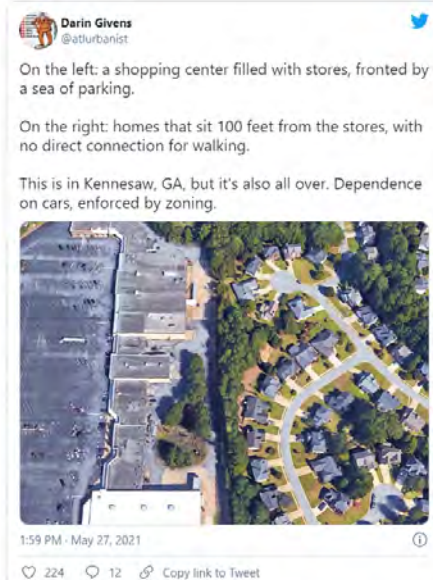 Darin Givens
@atlurbanist
On the left: a shopping center filled with stores, fronted by
a sea of parking.
On the right: homes that sit 100 feet from the stores, with
no direct connection for walking.
This is in Kennesaw, GA, but it's also all over. Dependence
on cars, enforced by zoning.
1:59 PM · May 27, 2021
224 12 Copy link to Tweet